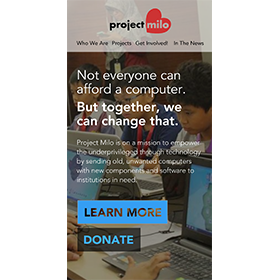 project milo
Who We Are Projects Get Involved! In The News
Not everyone can
afford a computer.
But together, we
can change that.
Project Milo is on a mission to empower
the underprivileged through technology
by sending old, unwanted computers
with new components and software to
institutions in need.
LEARN MORE
DONATE